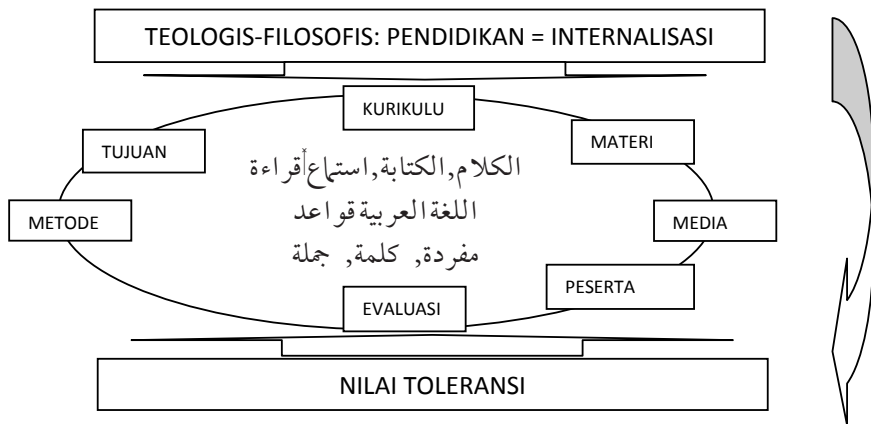 TEOLOGIS-FILOSOFIS: PENDIDIKAN = INTERNALISASI
KURIKULU
TUJUAN
MATERI
الكلام,الكتابة,استماع قراءة
METODE
اللغة العربية قواعد
MEDIA
مفردة, كلمة, جملة
PESERTA
EVALUASI
NILAI TOLERANSI